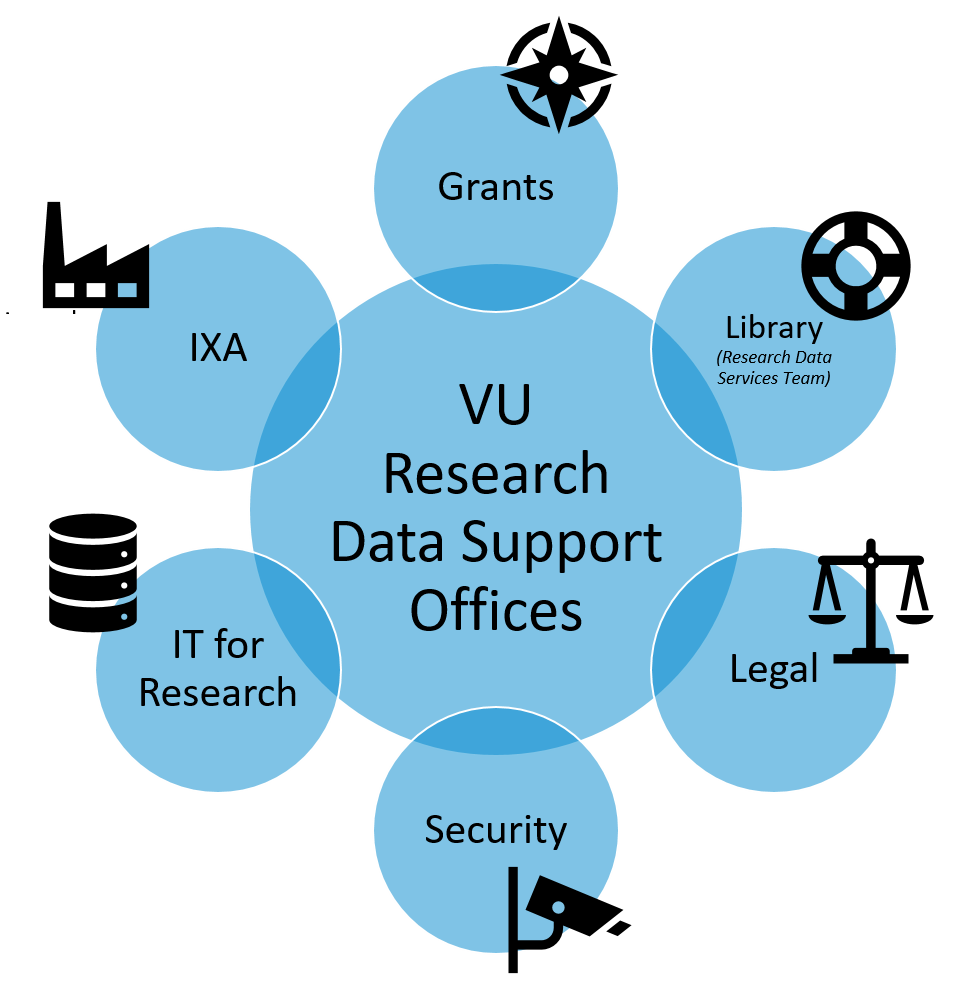 Grants
IXA
Library
(Research Data
Services Team)
VU
Research
Data Support
Offices
IT for
Research
Legal
Security